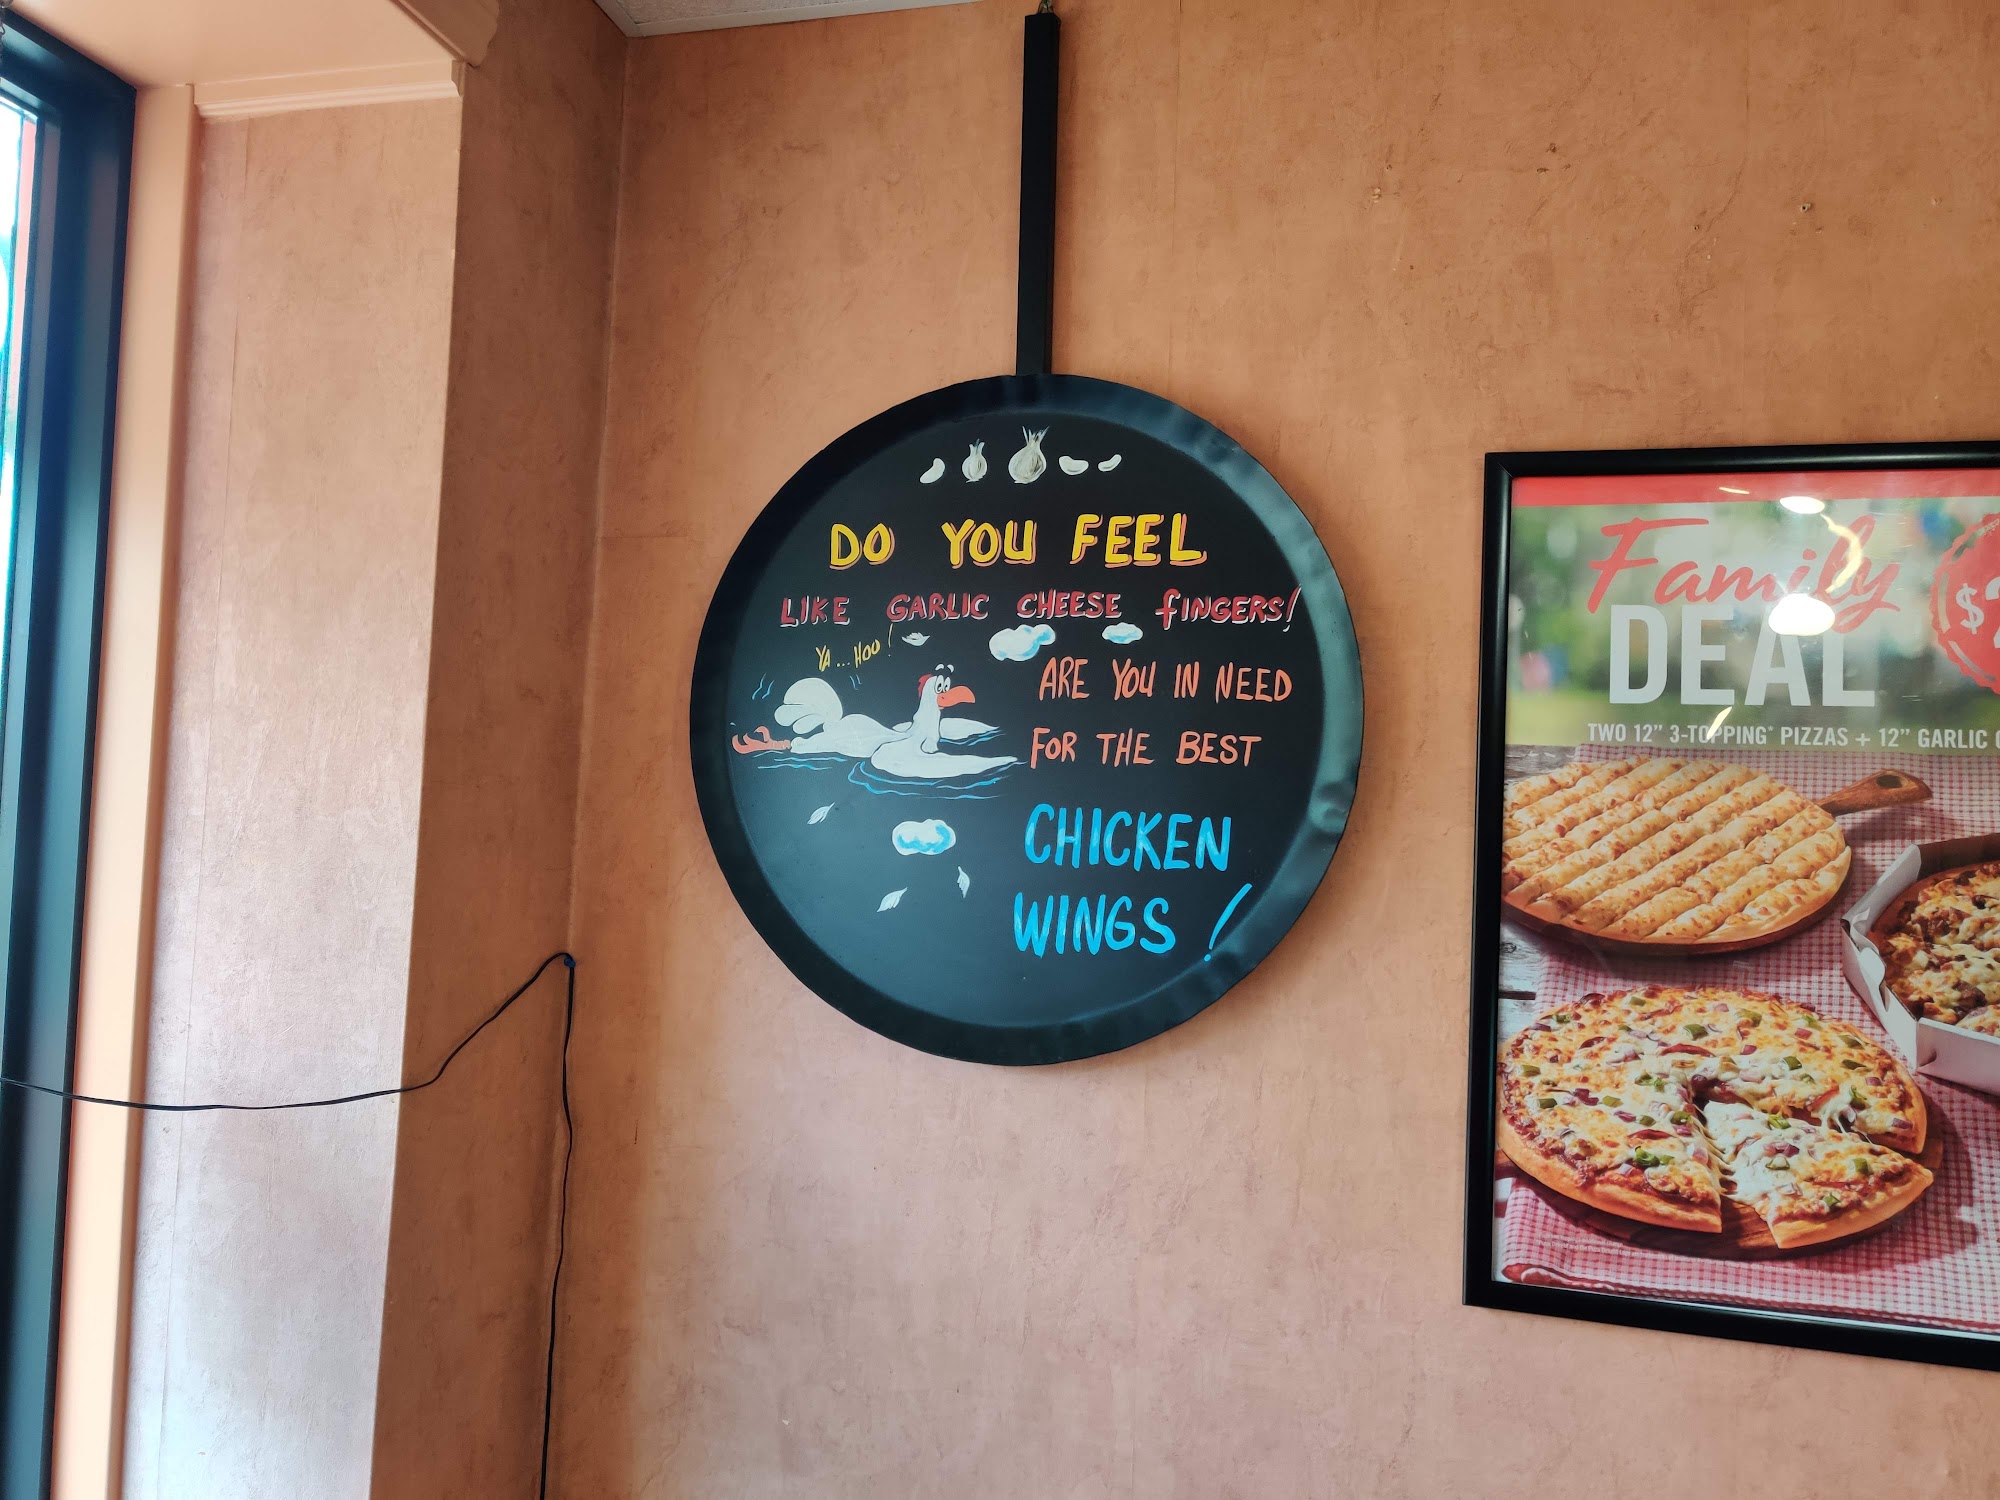 DO YOU FEEL
LIKE GARLIC CHEESE fiNGERS!
YA...HOO!
ARE YOU IN NEED
FOR THE BEST
CHICKEN
WINGS!
Family
DEAL
$
TWO 12" 3-TOPPING* PIZZAS + 12" GARLIC